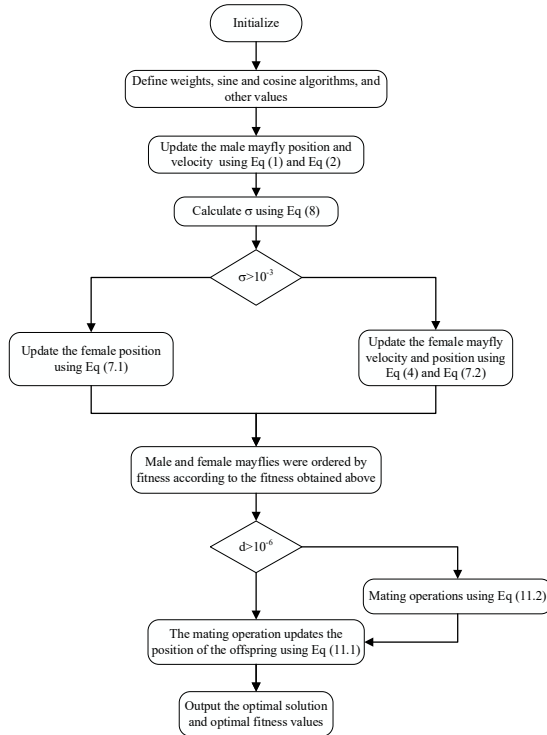 Initialize
Define weights, sine and cosine algorithms, and
other values
Update the male mayfly position and
velocity using Eq (1) and Eq (2)
Calculate σ using Eq (8)
σ>10⁻³
Update the female position
using Eq (7.1)
Update the female mayfly
velocity and position using
Eq (4) and Eq (7.2)
Male and female mayflies were ordered by
fitness according to the fitness obtained above
d>10⁻⁶
Mating operations using Eq (11.2)
The mating operation updates the
position of the offspring using Eq (11.1)
Output the optimal solution
and optimal fitness values